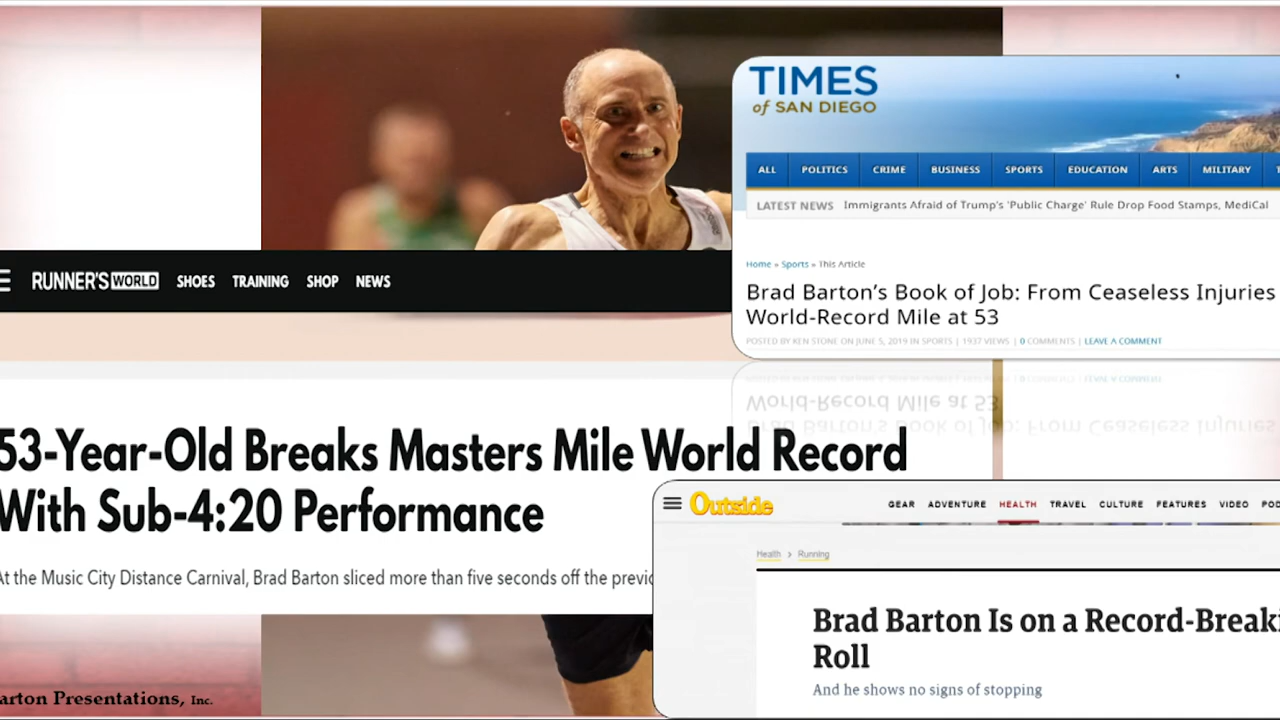 TIMES
of SAN DIEGO
ALL POLITICS CRIME BUSINESS SPORTS EDUCATION ARTS MILITARY
LATEST NEWS Immigrants Afraid of Trump's 'Public Charge' Rule Drop Food Stamps, MediCal
Home » Sports » This Article
Brad Barton's Book of Job: From Ceaseless Injuries
World-Record Mile at 53
POSTED BY KEN STONE ON JUNE 5, 2019 IN SPORTS | 1937 VIEWS | 0 COMMENTS | LEAVE A COMMENT
RUNNER'S WORLD SHOES TRAINING SHOP NEWS
53-Year-Old Breaks Masters Mile World Record
With Sub-4:20 Performance
At the Music City Distance Carnival, Brad Barton sliced more than five seconds off the previo
Outside GEAR ADVENTURE HEALTH TRAVEL CULTURE FEATURES VIDEO POD
Health > Running
Brad Barton Is on a Record-Breaki
Roll
And he shows no signs of stopping
arton Presentations, Inc.